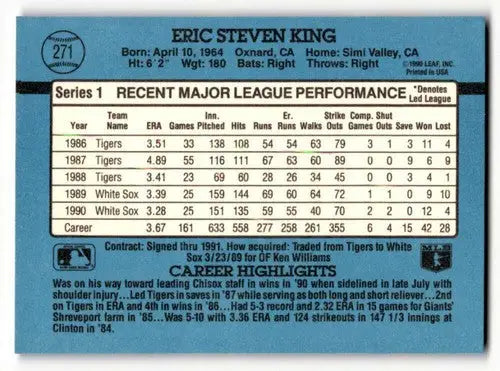 271
ERIC STEVEN KING
Born: April 10, 1964 Oxnard, CA Home: Simi Valley, CA
Ht: 6'2" Wgt: 180 Bats: Right Throws: Right
©1990 LEAF, INC.
Printed in USA
Series 1 RECENT MAJOR LEAGUE PERFORMANCE *Denotes Led League
Year Team Name ERA Games Inn. Pitched Hits Runs Er. Runs Walks Strike Outs Comp. Games Shut Outs Save Won Lost
1986 Tigers 3.51 33 138 108 54 54 63 79 3 1 3 11 4
1987 Tigers 4.89 55 116 111 67 63 60 89 0 0 9 6 9
1988 Tigers 3.41 23 69 60 28 26 34 45 0 0 3 4 1
1989 White Sox 3.39 25 159 144 69 60 64 72 1 1 0 9 10
1990 White Sox 3.28 25 151 135 59 55 40 70 2 2 0 12 4
Career 3.67 161 633 558 277 258 261 355 6 4 15 42 28
Contract: Signed thru 1991. How acquired: Traded from Tigers to White
Sox 3/23/89 for OF Ken Williams
CAREER HIGHLIGHTS
MLB
Was on his way toward leading Chisox staff in wins in '90 when sidelined in late July with
shoulder injury...Led Tigers in saves in '87 while serving as both long and short reliever...2nd
on Tigers in ERA and 4th in wins in '86...Had 5-3 record and 2.32 ERA in 15 games for Giants'
Shreveport farm in '85...Was 5-10 with 3.36 ERA and 124 strikeouts in 147 1/3 innings at
Clinton in '84.